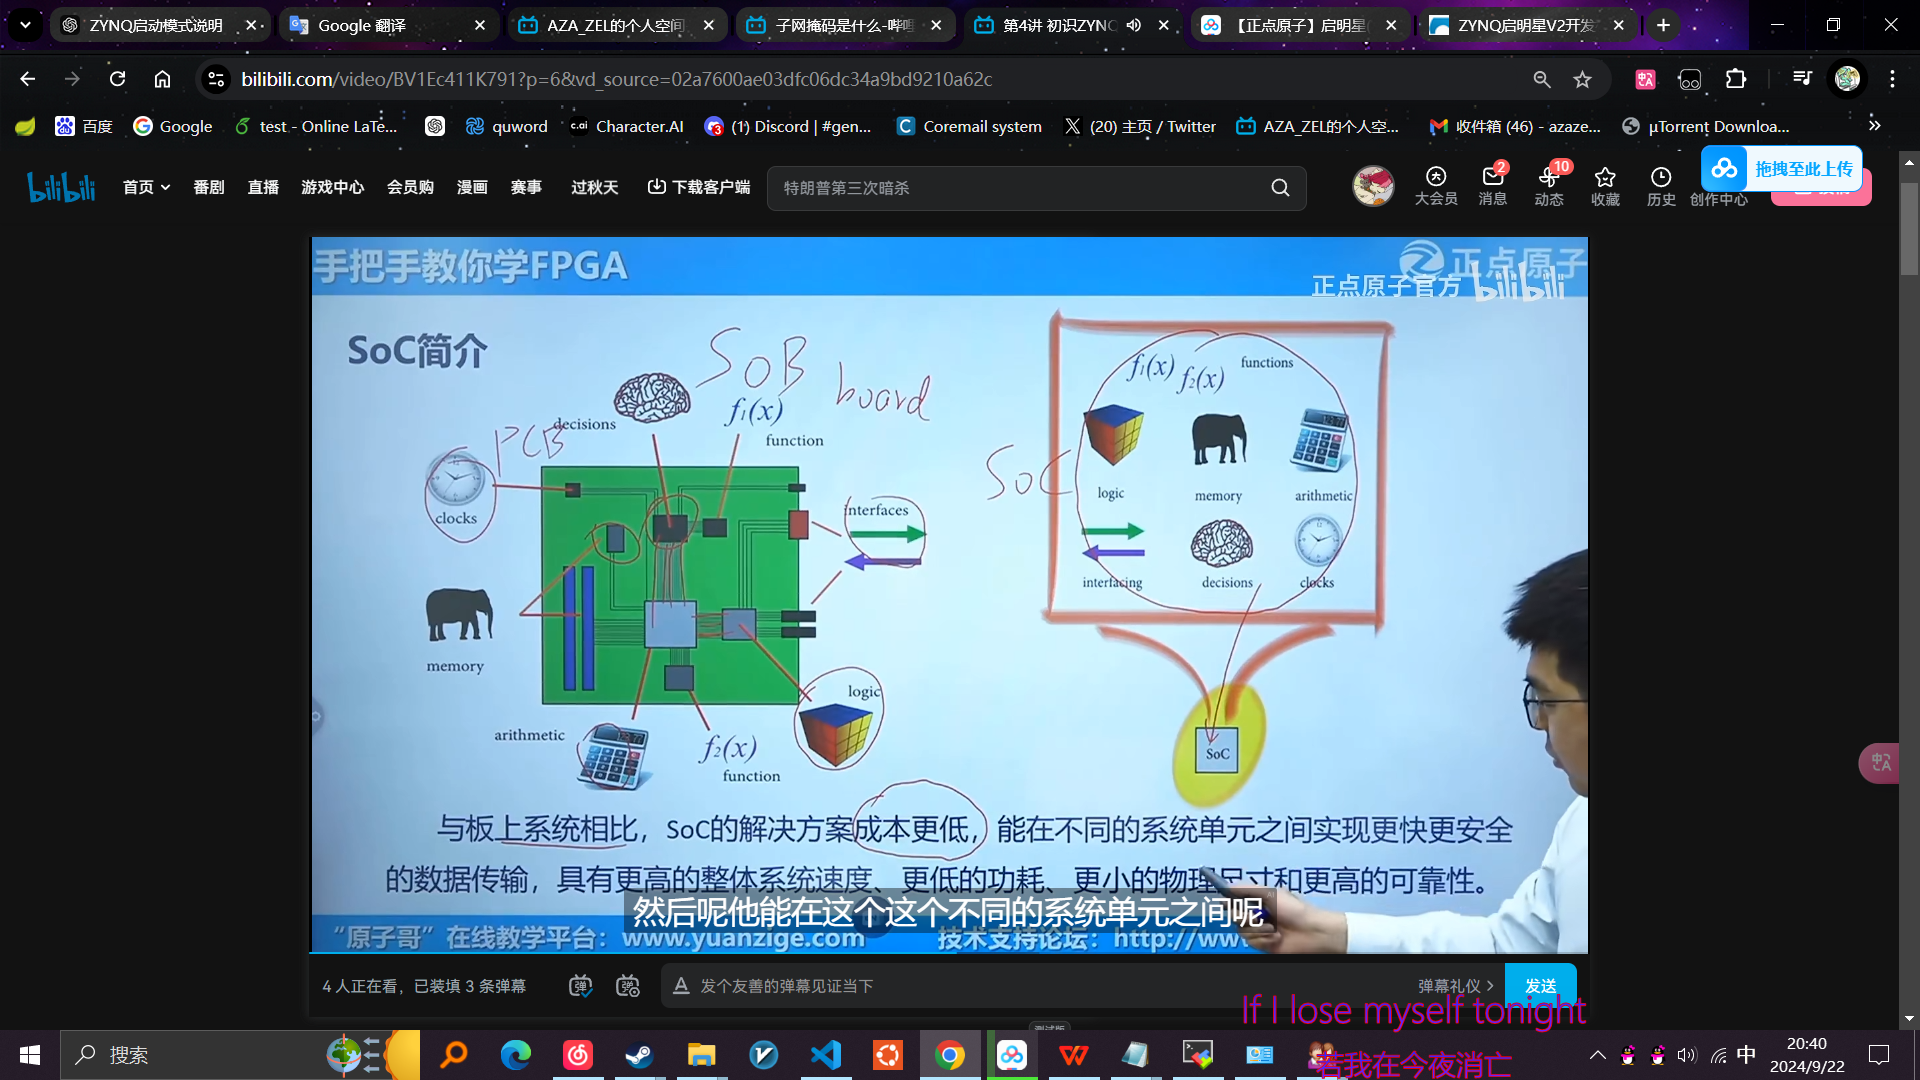 ZYNQ启动模式说明
Google 翻译
AZA_ZEL的个人空间
子网掩码是什么-哔哩
第4讲 初识ZYNQ
【正点原子】启明星
ZYNQ启明星V2开发
bilibili.com/video/BV1Ec411K791?p=6&vd_source=02a7600ae03dfc06dc34a9bd9210a62c
百度
Google
test - Online LaTe...
quword
c.ai Character.AI
(1) Discord | #gen...
Coremail system
(20) 主页 / Twitter
AZA_ZEL的个人空...
收件箱 (46) - azaze...
µTorrent Downloa...
bilibili
首页
番剧
直播
游戏中心
会员购
漫画
赛事
过秋天
下载客户端
特朗普第三次暗杀
大会员
2
消息
10
动态
收藏
历史
创作中心
拖拽至此上传
手把手教你学FPGA
正点原子
正点原子官方 bilibili
SoC简介
SOB
board
decisions
f₁(x)
function
PCB
clocks
interfaces
memory
logic
arithmetic
f₂(x)
function
SoC
f₁(x)
f₂(x)
functions
logic
memory
arithmetic
interfacing
decisions
clocks
SoC
与板上系统相比，SoC的解决方案成本更低，能在不同的系统单元之间实现更快更安全
的数据传输，具有更高的整体系统速度、更低的功耗、更小的物理尺寸和更高的可靠性。
然后呢他能在这个这个不同的系统单元之间呢
“原子哥”在线教学平台：www.yuanzige.com
技术支持论坛：http://ww
4 人正在看，已装填 3 条弹幕
发个友善的弹幕见证当下
弹幕礼仪
发送
If I lose myself tonight
若我在今夜消亡
测试版
搜索
中
20:40
2024/9/22